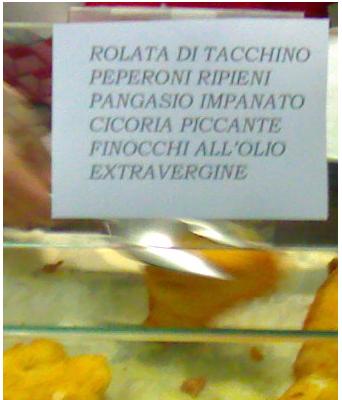 ROLATA DI TACCHINO
PEPERONI RIPIENI
PANGASIO IMPANATO
CICORIA PICCANTE
FINOCCHI ALL'OLIO
EXTRAVERGINE